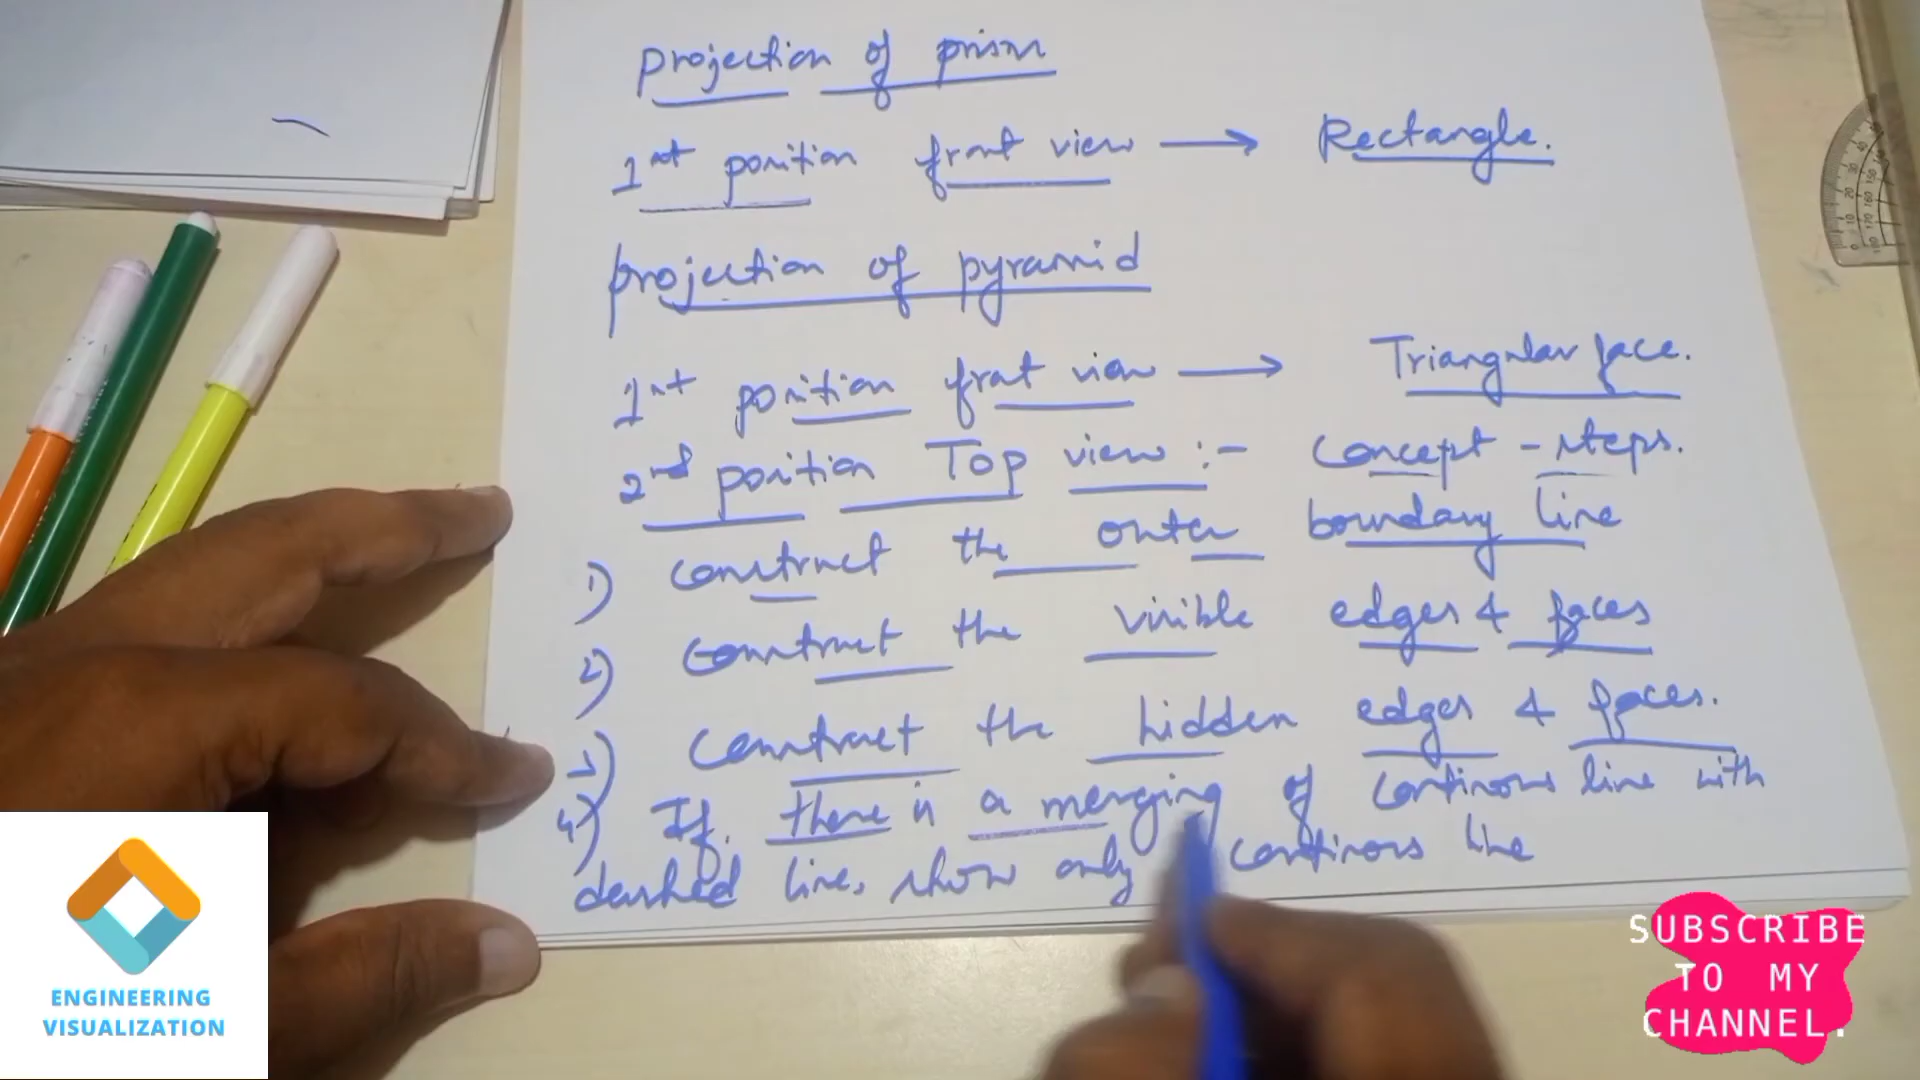 projection of prism
1st position front view → Rectangle.
projection of pyramid
1st position front view → Triangular face.
2nd position Top view :- concept - steps.
1) construct the outer boundary line
2) construct the visible edges & faces
3) construct the hidden edges & faces.
4) If there is a merging of continous line with
dashed line, show only continous line
ENGINEERING
VISUALIZATION
SUBSCRIBE
TO MY
CHANNEL.